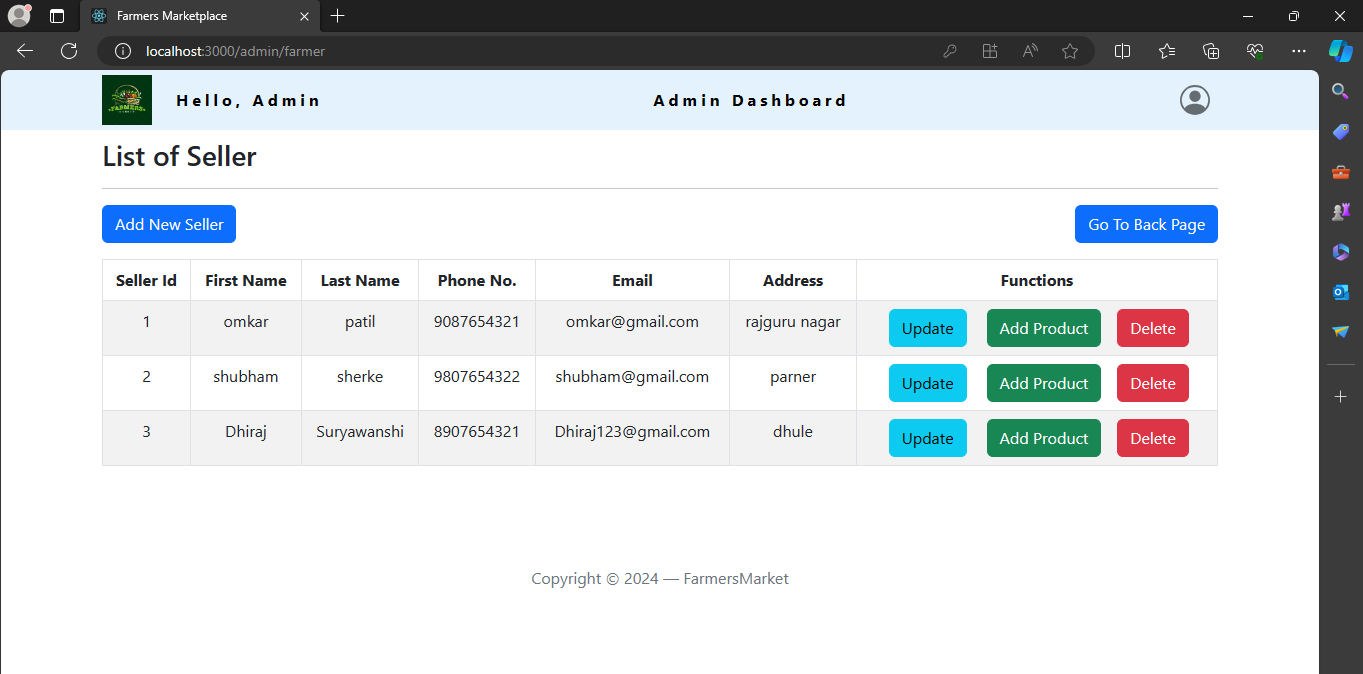 Farmers Marketplace
localhost:3000/admin/farmer
FARMERS
Hello, Admin
Admin Dashboard
List of Seller
Add New Seller
Go To Back Page
Seller Id First Name Last Name Phone No. Email Address Functions
1 omkar patil 9087654321 omkar@gmail.com rajguru nagar Update Add Product Delete
2 shubham sherke 9807654322 shubham@gmail.com parner Update Add Product Delete
3 Dhiraj Suryawanshi 8907654321 Dhiraj123@gmail.com dhule Update Add Product Delete
Copyright © 2024 — FarmersMarket